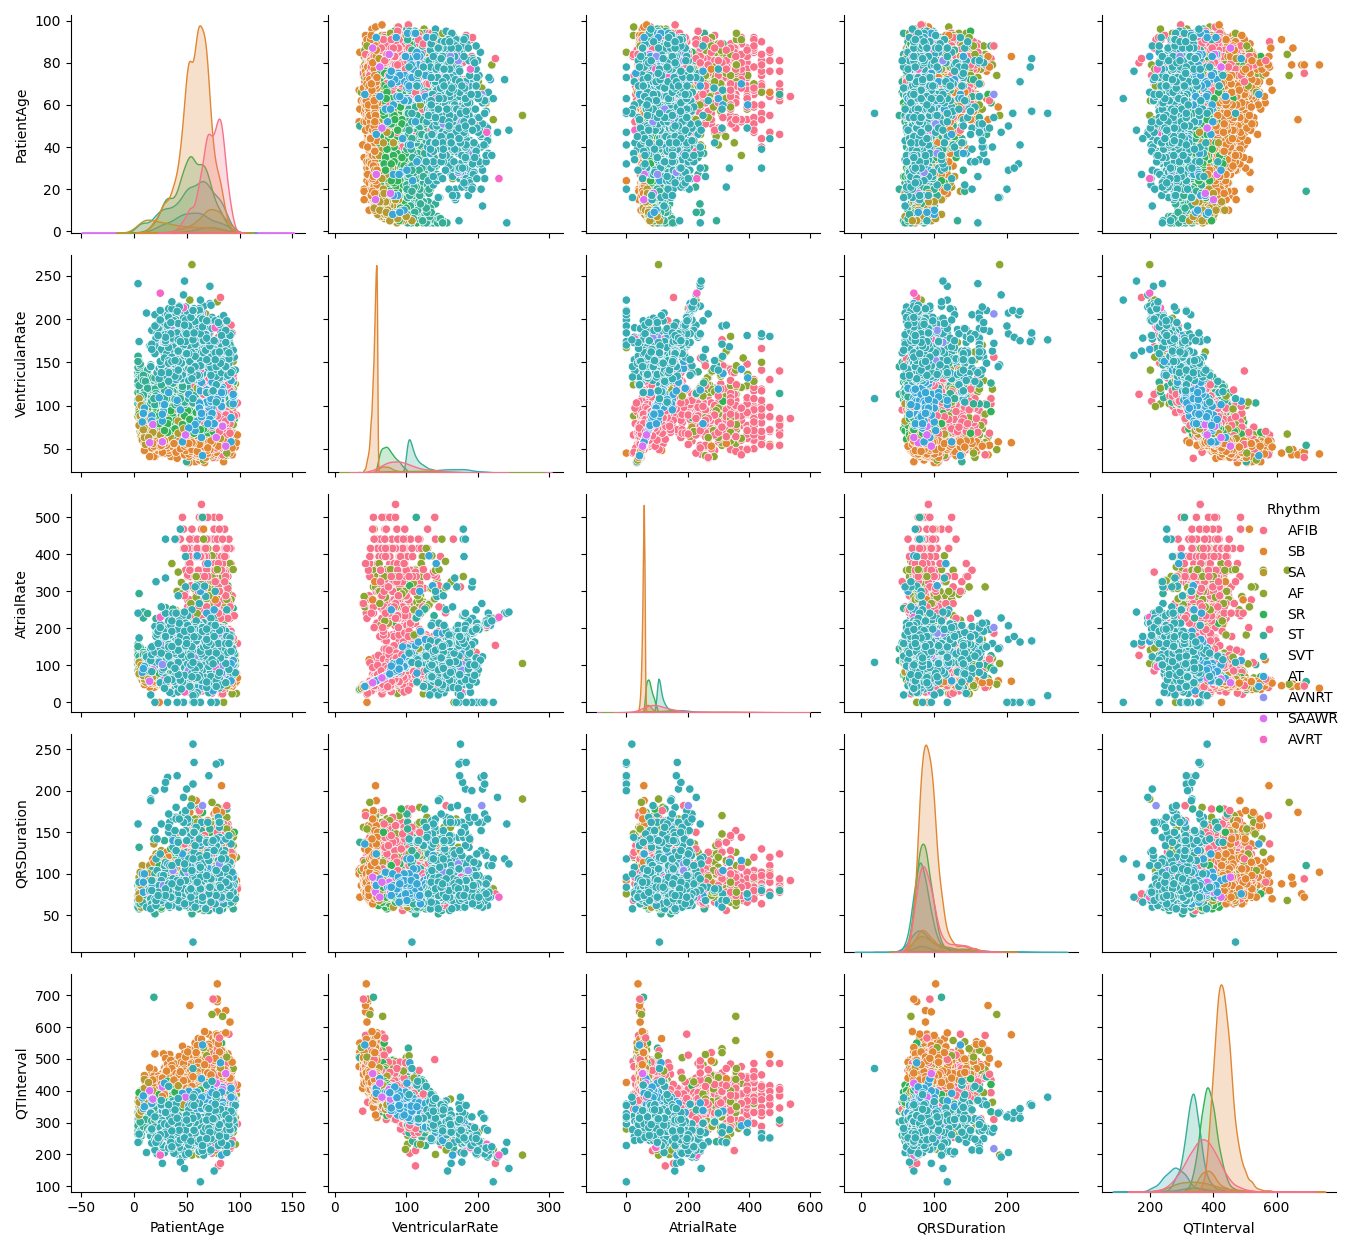 100
80
60
40
20
0
PatientAge
250
200
150
100
50
VentricularRate
500
400
300
200
100
0
AtrialRate
Rhythm
AFIB
SB
SA
AF
SR
ST
SVT
AT
AVNRT
SAAWR
AVRT
250
200
150
100
50
QRSDuration
700
600
500
400
300
200
100
QTInterval
−50 0 50 100 150
0 100 200 300
0 200 400 600
0 100 200
200 400 600
PatientAge
VentricularRate
AtrialRate
QRSDuration
QTInterval